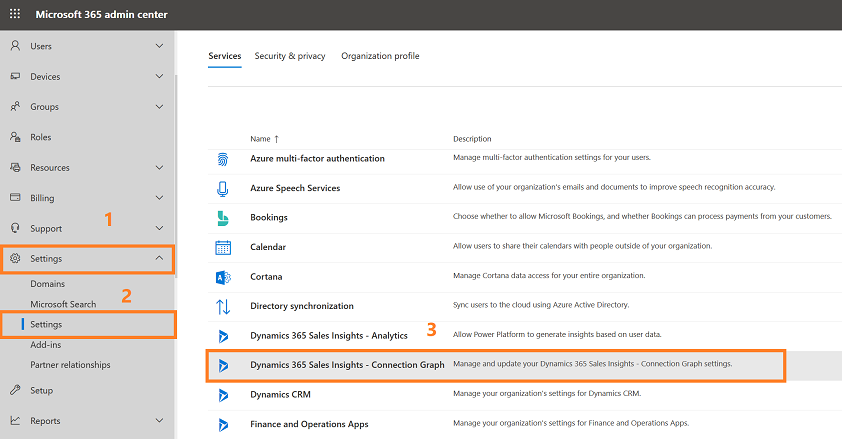 Microsoft 365 admin center
Users
Devices
Groups
Roles
Resources
Billing
1
Support
Settings
Domains
2
Microsoft Search
Settings
Add-ins
Partner relationships
Setup
Reports
Services Security & privacy Organization profile
Name ↑ Description
Azure multi-factor authentication Manage multi-factor authentication settings for your users.
Azure Speech Services Allow use of your organization's emails and documents to improve speech recognition accuracy.
Bookings Choose whether to allow Microsoft Bookings, and whether Bookings can process payments from your customers.
Calendar Allow users to share their calendars with people outside of your organization.
Cortana Manage Cortana data access for your entire organization.
Directory synchronization Sync users to the cloud using Azure Active Directory.
3
Dynamics 365 Sales Insights - Analytics Allow Power Platform to generate insights based on user data.
Dynamics 365 Sales Insights - Connection Graph Manage and update your Dynamics 365 Sales Insights - Connection Graph settings.
Dynamics CRM Manage your organization's settings for Dynamics CRM.
Finance and Operations Apps Manage your organization's settings for Finance and Operations Apps.